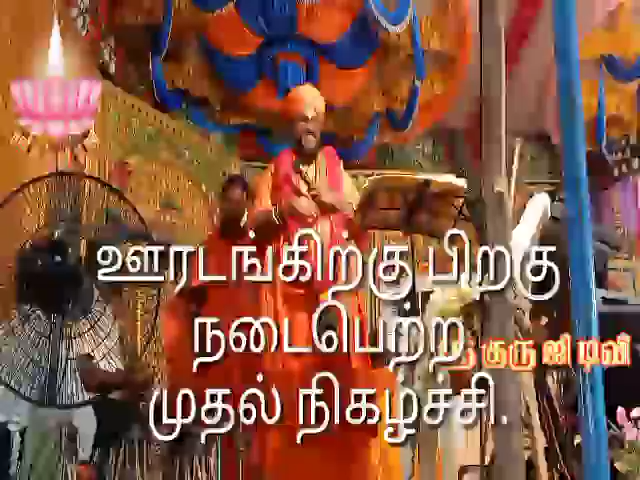 ஊரடங்கிற்கு பிறகு
நடைபெற்ற
குரு ஜி டிவி
முதல் நிகழ்ச்சி.